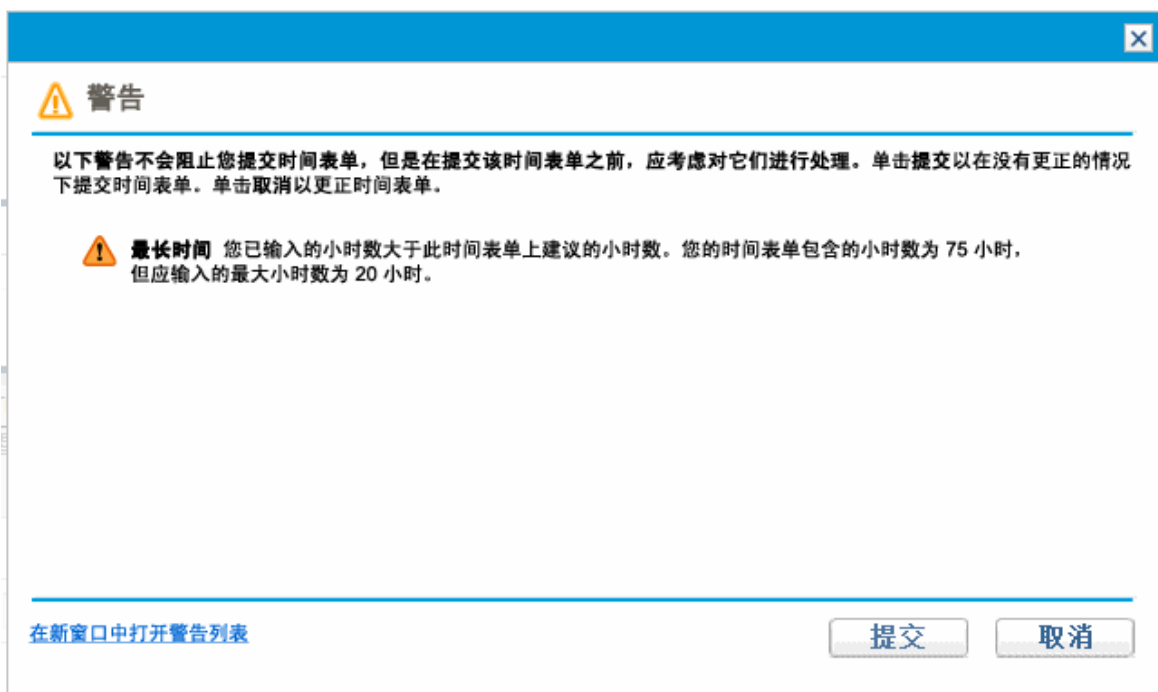 警告
以下警告不会阻止您提交时间表单，但是在提交该时间表单之前，应考虑对它们进行处理。单击提交以在没有更正的情况
下提交时间表单。单击取消以更正时间表单。
最长时间 您已输入的小时数大于此时间表单上建议的小时数。您的时间表单包含的小时数为 75 小时，
但应输入的最大小时数为 20 小时。
在新窗口中打开警告列表
提交
取消